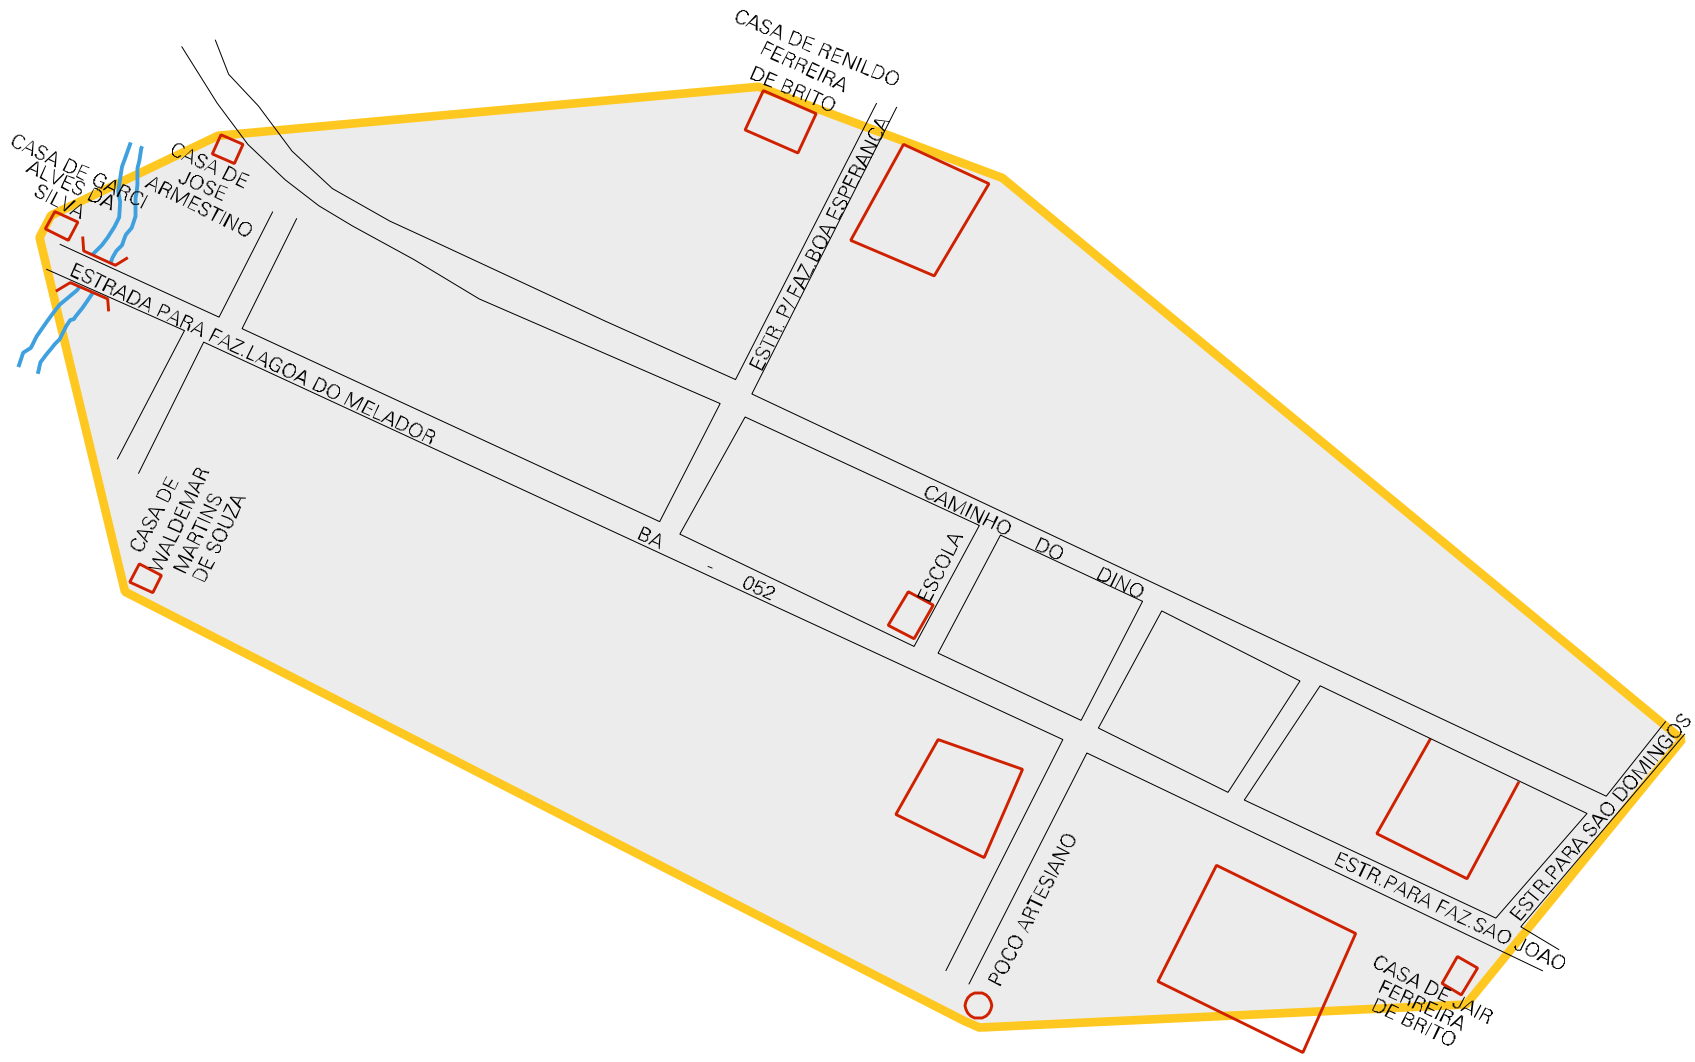 CASA DE RENILDO
FERREIRA
DE BRITO
CASA DE GARCI
ALVES DA
SILVA
CASA DE
JOSE
ARMESTINO
ESTR. P/ FAZ.BOA ESPERANCA
ESTRADA PARA FAZ.LAGOA DO MELADOR
CASA DE
WALDEMAR
MARTINS
DE SOUZA
BA - 052
CAMINHO DO DINO
ESCOLA
POCO ARTESIANO
ESTR.PARA SAO DOMINGOS
ESTR.PARA FAZ.SAO JOAO
CASA DE JAIR
FERREIRA
DE BRITO